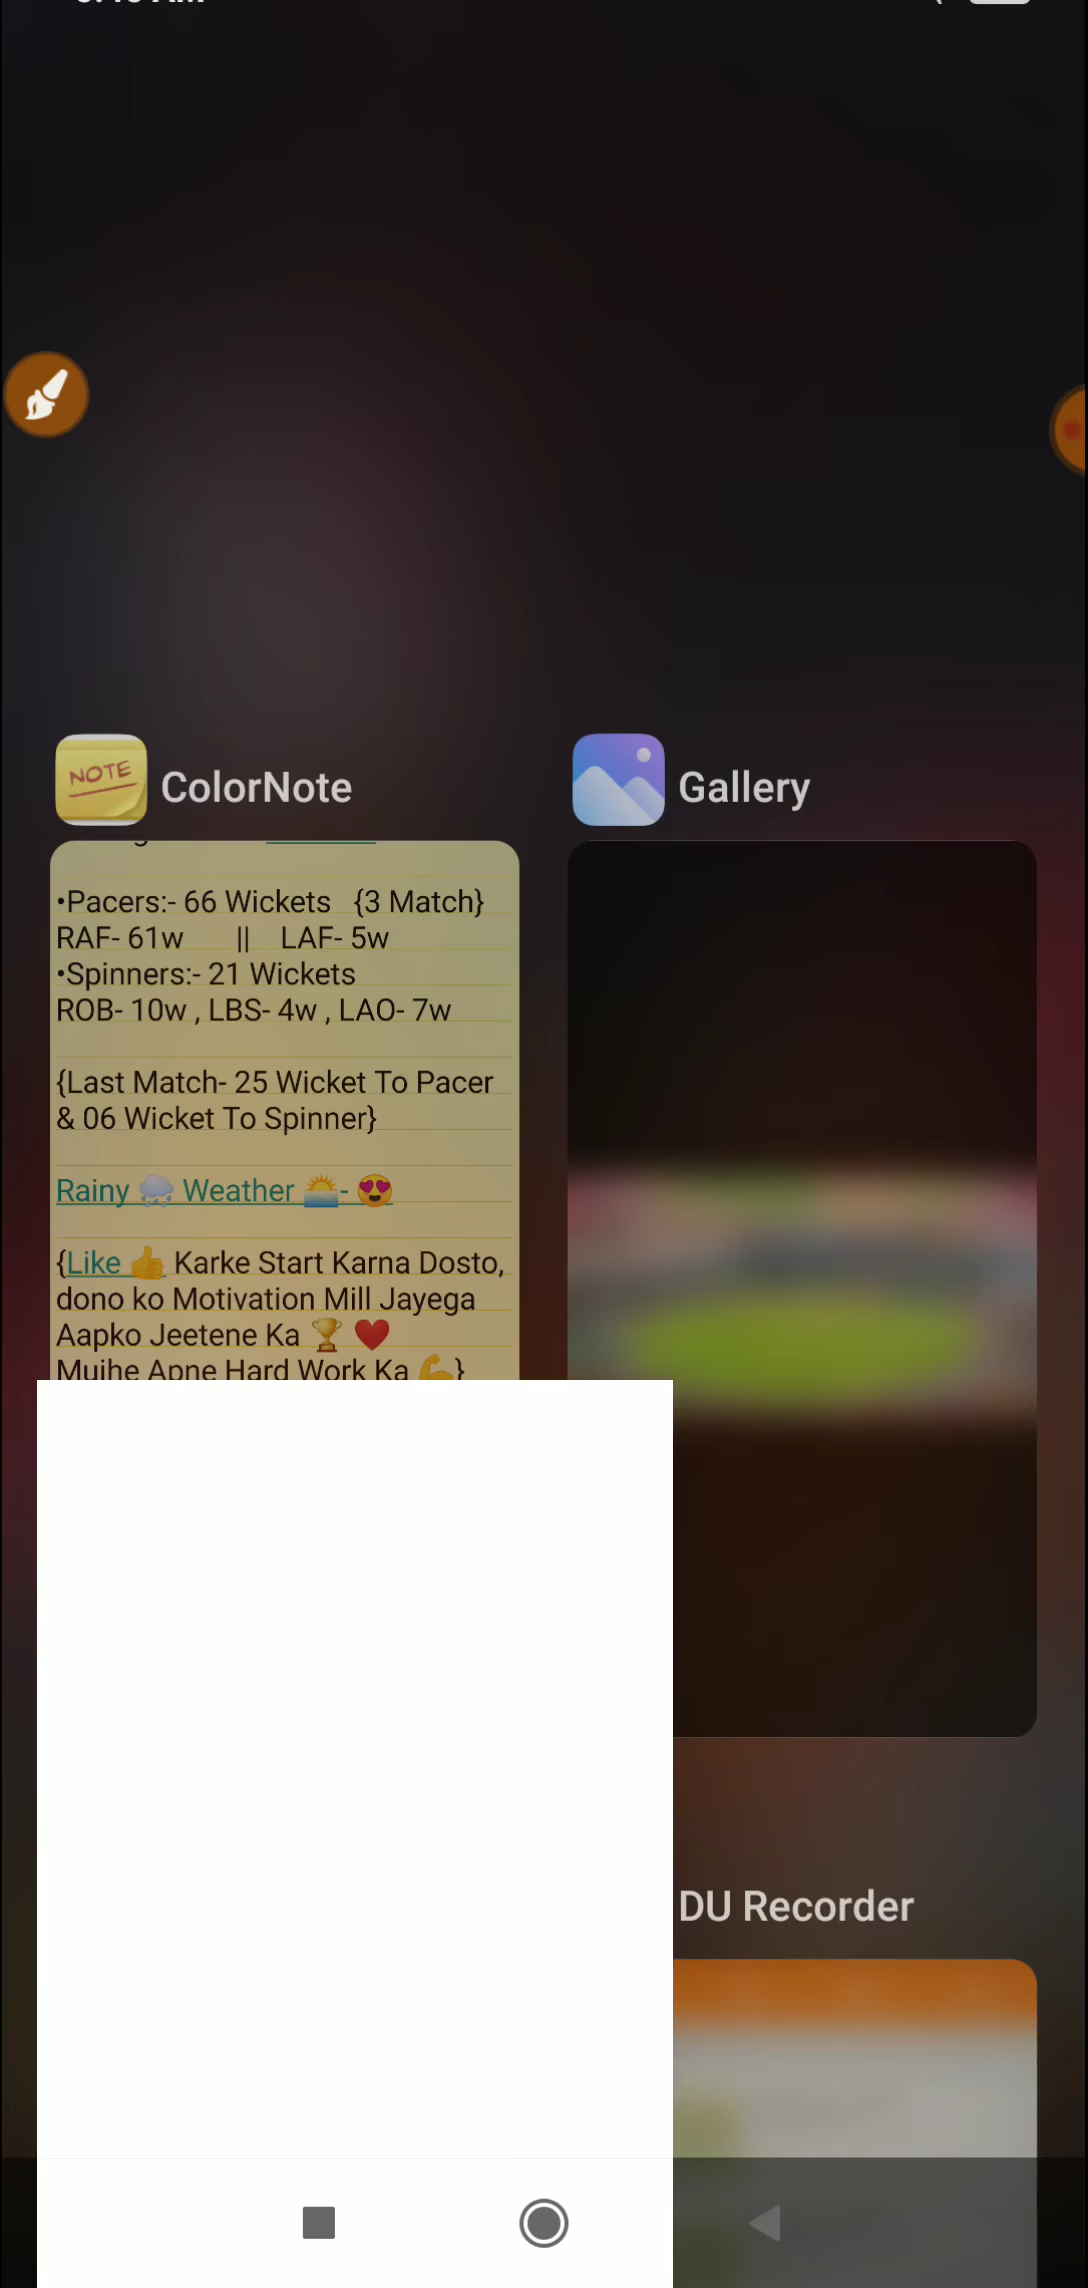 NOTE
ColorNote
Gallery
•Pacers:- 66 Wickets {3 Match}
RAF- 61w || LAF- 5w
•Spinners:- 21 Wickets
ROB- 10w , LBS- 4w , LAO- 7w
{Last Match- 25 Wicket To Pacer
& 06 Wicket To Spinner}
Rainy 🌧 Weather 🌅- 😍
{Like 👍 Karke Start Karna Dosto,
dono ko Motivation Mill Jayega
Aapko Jeetene Ka 🏆 ❤️
Mujhe Apne Hard Work Ka 💪}
DU Recorder